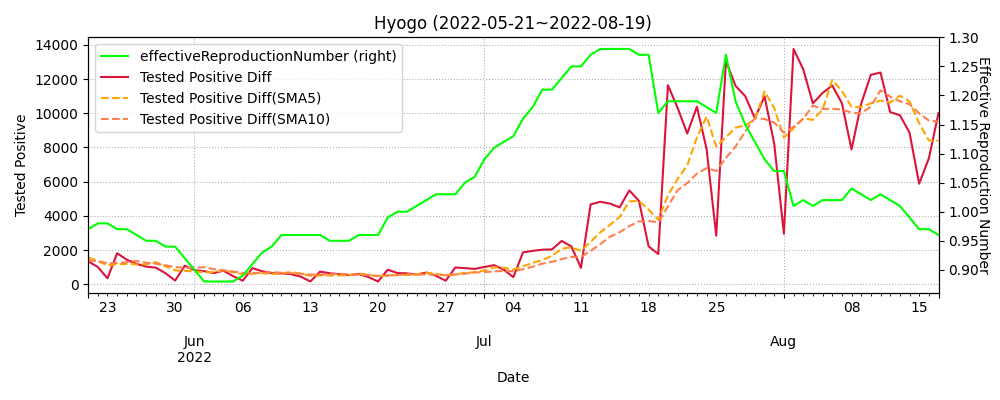 Hyogo (2022-05-21~2022-08-19)
effectiveReproductionNumber (right)
Tested Positive Diff
Tested Positive Diff(SMA5)
Tested Positive Diff(SMA10)
Tested Positive
14000
12000
10000
8000
6000
4000
2000
0
1.30
1.25
1.20
1.15
1.10
1.05
1.00
0.95
0.90
Effective Reproduction Number
23 30 06 13 20 27 04 11 18 25 08 15
Jun Jul Aug
2022
Date